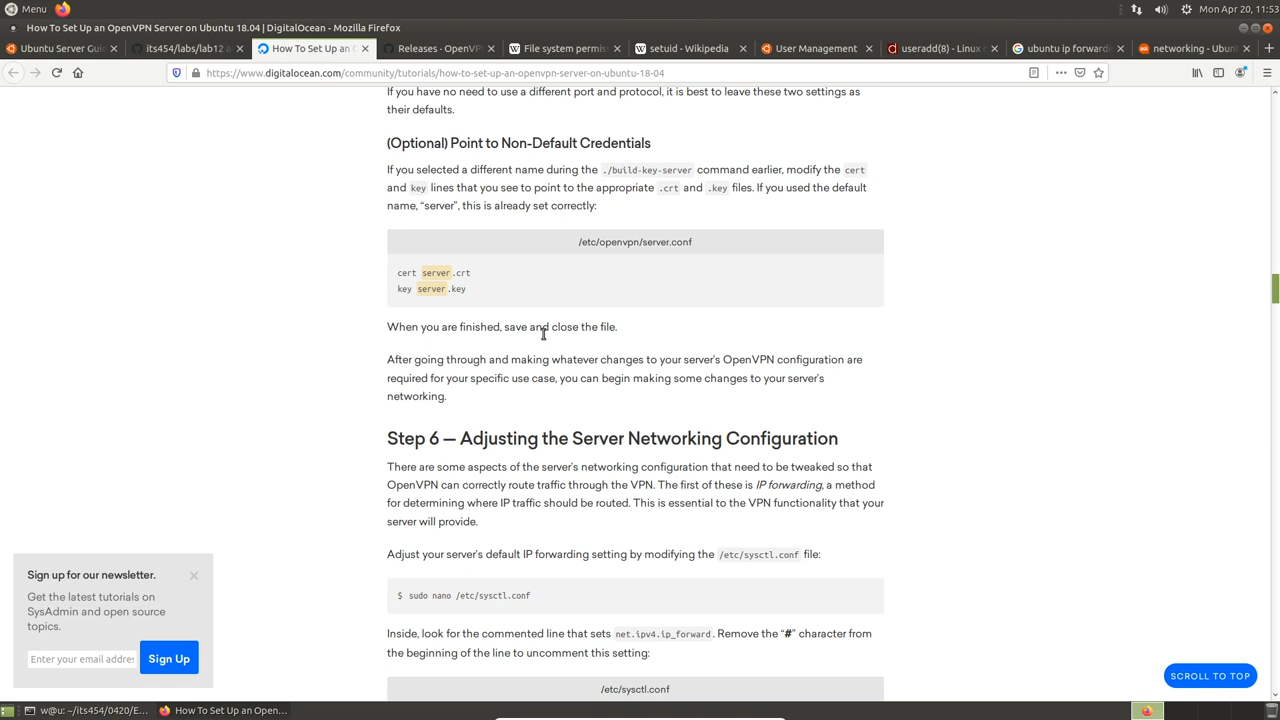 Menu
Mon Apr 20, 11:53
How To Set Up an OpenVPN Server on Ubuntu 18.04 | DigitalOcean - Mozilla Firefox
Ubuntu Server Guid
its454/labs/lab12 a
How To Set Up an O
Releases - OpenVP
File system permis
setuid - Wikipedia
User Management
useradd(8) - Linux m
ubuntu ip forwardi
networking - Ubun
https://www.digitalocean.com/community/tutorials/how-to-set-up-an-openvpn-server-on-ubuntu-18-04
If you have no need to use a different port and protocol, it is best to leave these two settings as
their defaults.
(Optional) Point to Non-Default Credentials
If you selected a different name during the ./build-key-server command earlier, modify the cert
and key lines that you see to point to the appropriate .crt and .key files. If you used the default
name, “server”, this is already set correctly:
/etc/openvpn/server.conf
cert server.crt
key server.key
When you are finished, save and close the file.
After going through and making whatever changes to your server’s OpenVPN configuration are
required for your specific use case, you can begin making some changes to your server’s
networking.
Step 6 — Adjusting the Server Networking Configuration
There are some aspects of the server’s networking configuration that need to be tweaked so that
OpenVPN can correctly route traffic through the VPN. The first of these is IP forwarding, a method
for determining where IP traffic should be routed. This is essential to the VPN functionality that your
server will provide.
Adjust your server’s default IP forwarding setting by modifying the /etc/sysctl.conf file:
$ sudo nano /etc/sysctl.conf
Inside, look for the commented line that sets net.ipv4.ip_forward. Remove the “#” character from
the beginning of the line to uncomment this setting:
/etc/sysctl.conf
Sign up for our newsletter.
Get the latest tutorials on
SysAdmin and open source
topics.
Enter your email addres
Sign Up
SCROLL TO TOP
w@u: ~/its454/0420/E...
How To Set Up an Open...